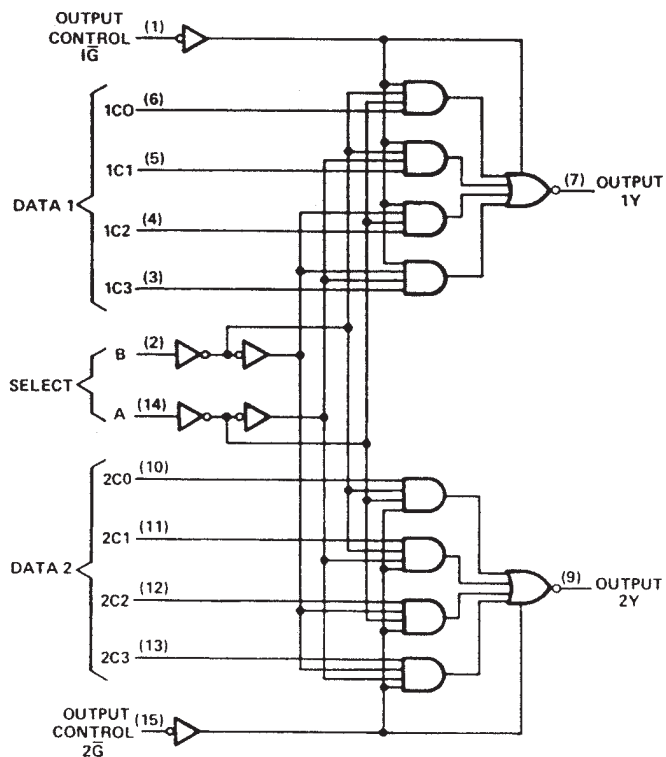 OUTPUT
CONTROL (1)
1G̅
1C0 (6)
1C1 (5)
DATA 1
1C2 (4)
1C3 (3)
(7) OUTPUT
1Y
B (2)
SELECT
A (14)
2C0 (10)
2C1 (11)
DATA 2
2C2 (12)
2C3 (13)
(9) OUTPUT
2Y
OUTPUT
CONTROL (15)
2G̅